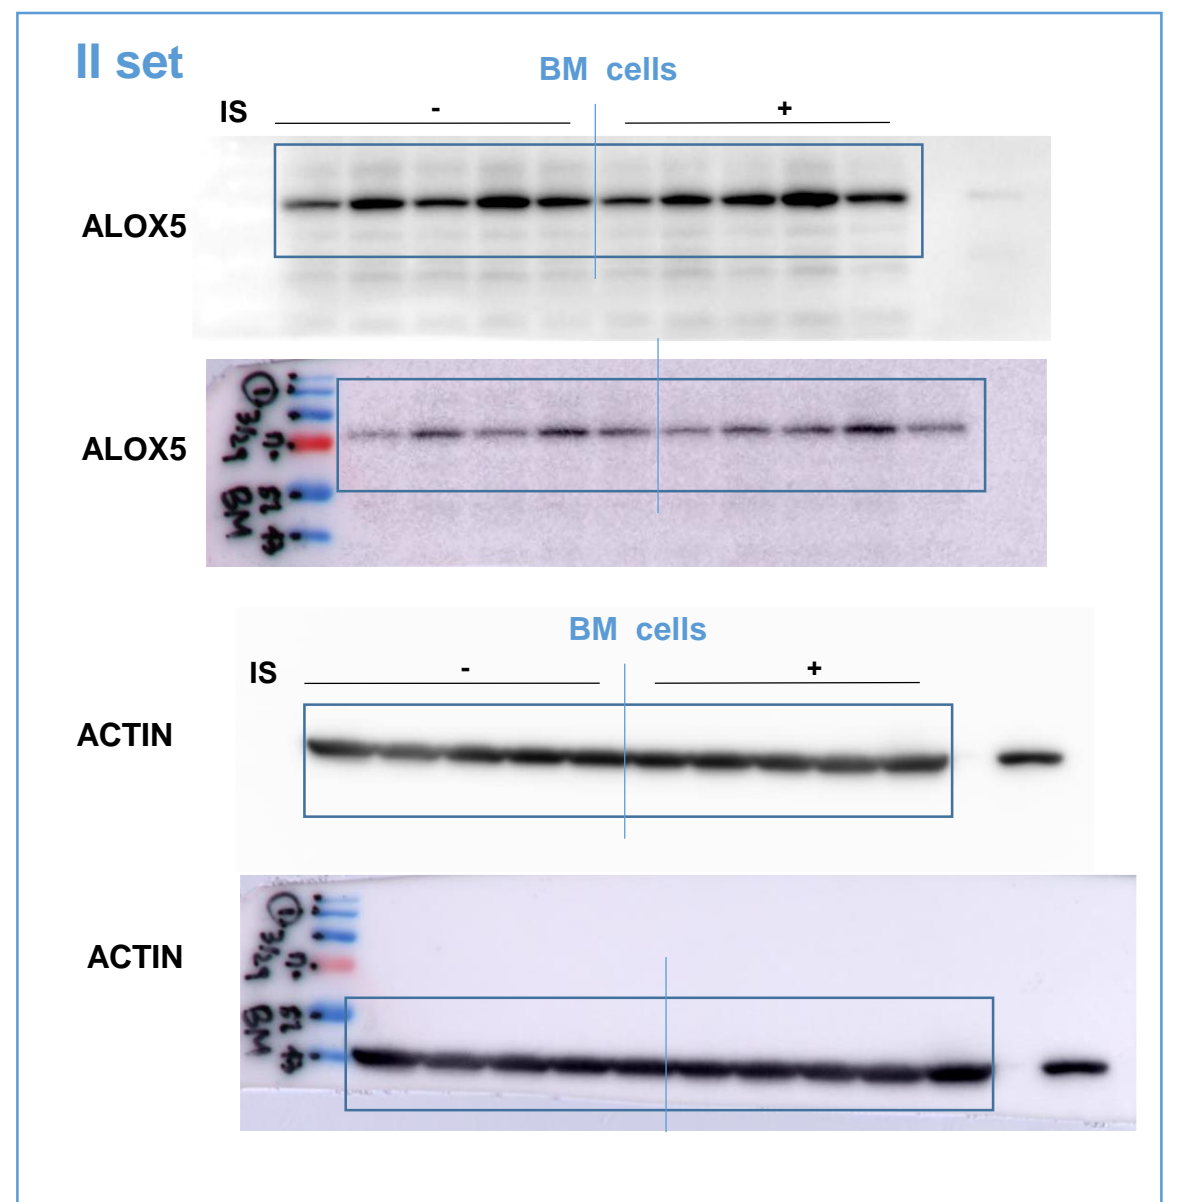 II set
BM cells
IS - +
ALOX5
ALOX5
BM cells
IS - +
ACTIN
ACTIN